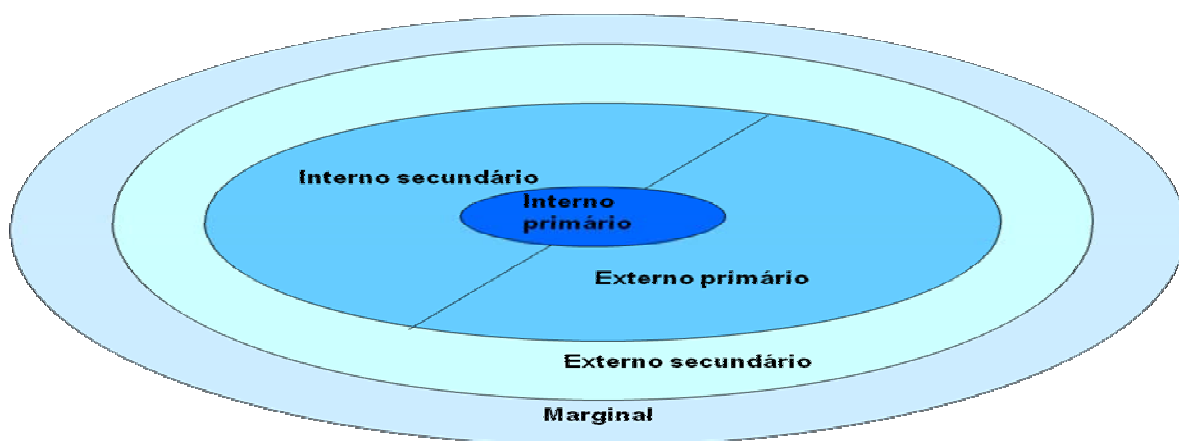 Interno secundário
Interno
primário
Externo primário
Externo secundário
Marginal